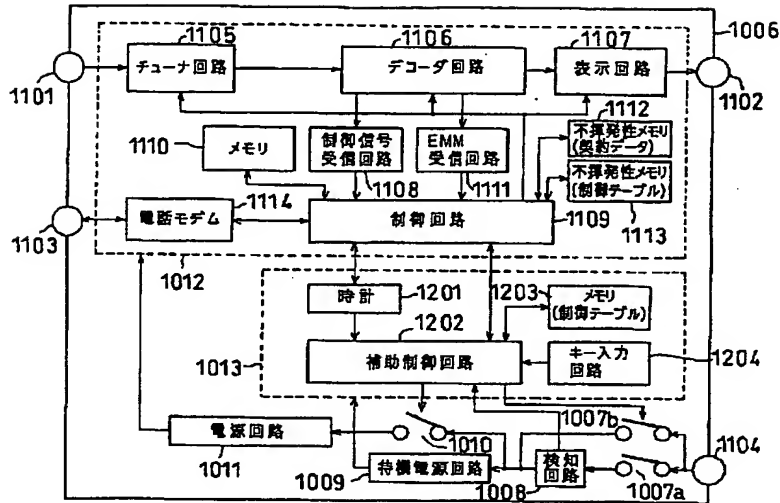 1105
1106
1107
1006
1101
チューナ回路
デコーダ回路
表示回路
1102
1112
1110
メモリ
制御信号
受信回路
EMM
受信回路
不揮発性メモリ
(契約データ)
1108
1111
不揮発性メモリ
(制御テーブル)
1114
1103
電話モデム
制御回路
1109
1113
1012
時計
1201
1203
メモリ
(制御テーブル)
1202
1013
補助制御回路
キー入力
回路
1204
電源回路
1011
1010
1007b
1104
1009
待機電源回路
検知
回路
1008
1007a